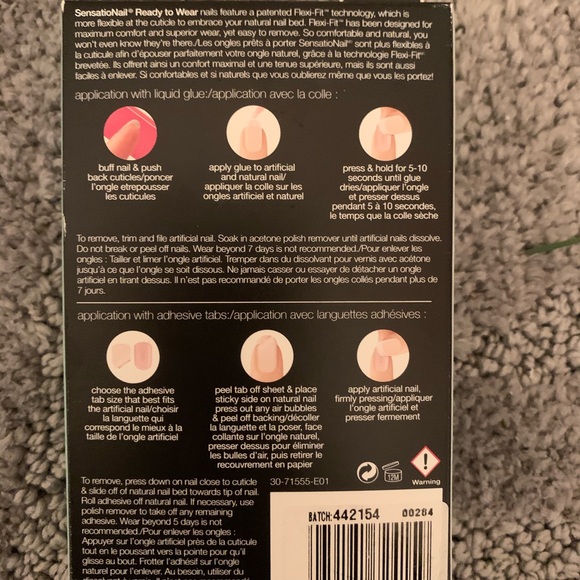 SensatioNail® Ready to Wear nails feature a patented Flexi-Fit™ technology, which is
more flexible at the cuticle to embrace your natural nail bed. Flexi-Fit™ has been designed for
maximum comfort and superior wear, yet easy to remove. So comfortable and natural, you
won't even know they're there./Les ongles prêts à porter SensatioNail™ sont plus flexibles à
la cuticule afin d'épouser parfaitement votre ongle naturel, grâce à la technologie Flexi-Fit™
brevetée. Ils offrent ainsi un confort maximal et une tenue supérieure, mais ils sont aussi
faciles à enlever. Si confortables et si naturels que vous oublierez même que vous les portez!
application with liquid glue:/application avec la colle :
buff nail & push
back cuticles/poncer
l'ongle etrepousser
les cuticules
apply glue to artificial
and natural nail/
appliquer la colle sur les
ongles artificiel et naturel
press & hold for 5-10
seconds until glue
dries/appliquer l'ongle
et presser dessus
pendant 5 à 10 secondes,
le temps que la colle sèche
To remove, trim and file artificial nail. Soak in acetone polish remover until artificial nails dissolve.
Do not break or peel off nails. Wear beyond 7 days is not recommended./Pour enlever les
ongles : Tailler et limer l'ongle artificiel. Tremper dans du dissolvant pour vernis avec acétone
jusqu'à ce que l'ongle se soit dissous. Ne jamais casser ou essayer de détacher un ongle
artificiel en tirant dessus. Il n'est pas recommandé de porter les ongles collés pendant plus de
7 jours.
application with adhesive tabs:/application avec languettes adhésives :
choose the adhesive
tab size that best fits
the artificial nail/choisir
la languette qui
correspond le mieux à la
taille de l'ongle artificiel
peel tab off sheet & place
sticky side on natural nail
press out any air bubbles
& peel off backing/décoller
la languette et la poser, face
collante sur l'ongle naturel,
presser dessus pour éliminer
les bulles d'air, puis retirer le
recouvrement en papier
apply artificial nail,
firmly pressing/appliquer
l'ongle artificiel et
presser fermement
To remove, press down on nail close to cuticle
& slide off of natural nail bed towards tip of nail.
Roll adhesive off natural nail. If necessary, use
polish remover to take off any remaining
adhesive. Wear beyond 5 days is not
recommended./Pour enlever les ongles :
Appuyer sur l'ongle artificiel près de la cuticule
tout en le poussant vers la pointe pour qu'il
glisse au bout. Frotter l'adhésif sur l'ongle
naturel pour l'enlever. Au besoin, utiliser du
30-71555-E01
12M
Warning
BATCH: 442154
00284